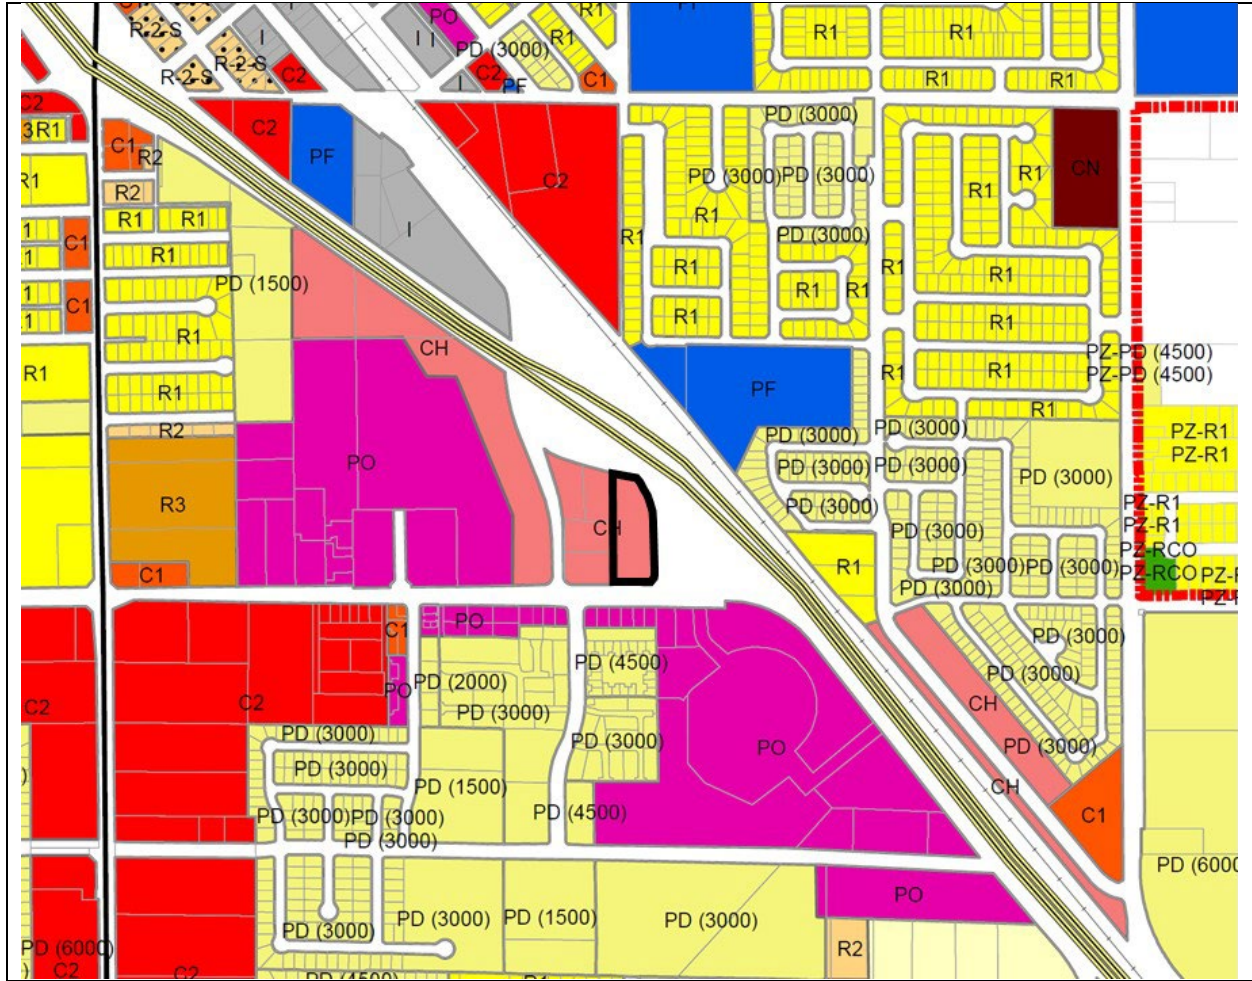 PO
R1
R1
R1
R-2-S
I
I I
PD (3000)
R-2-S
R-2-S
C2
C2
I
PF
C1
R1
R1
C2
3R1
C1
R2
C2
PF
C2
PD (3000)
CN
R1
R2
PD (3000)
PD (3000)
R1
R1
R1
R1
R1
R1
I
R1
PD (3000)
C1
R1
PD (1500)
R1
R1
R1
R1
R1
C1
R1
R1
R1
R1
CH
R1
R1
PZ-PD (4500)
PZ-PD (4500)
R1
R1
PF
R1
R2
PD (3000)
PD (3000)
PZ-R1
PZ-R1
PO
PD (3000)
PD (3000)
PD (3000)
R3
PD (3000)
PZ-R1
PZ-R1
CH
PD (3000)
PZ-RCO
PZ-RCO
C1
R1
PD (3000)
PD (3000)
PD (3000)
PO
C1
PD (3000)
PD (4500)
PD (3000)
PD (2000)
PO
C2
C2
PD (3000)
CH
PD (3000)
PD (3000)
PO
PD (3000)
PD (3000)
PD (1500)
CH
PD (3000)
PD (3000)
PD (4500)
C1
PD (3000)
PD (6000
PO
PD (3000)
PD (1500)
PD (3000)
PD (3000)
PD (6000)
C2
C2
R2